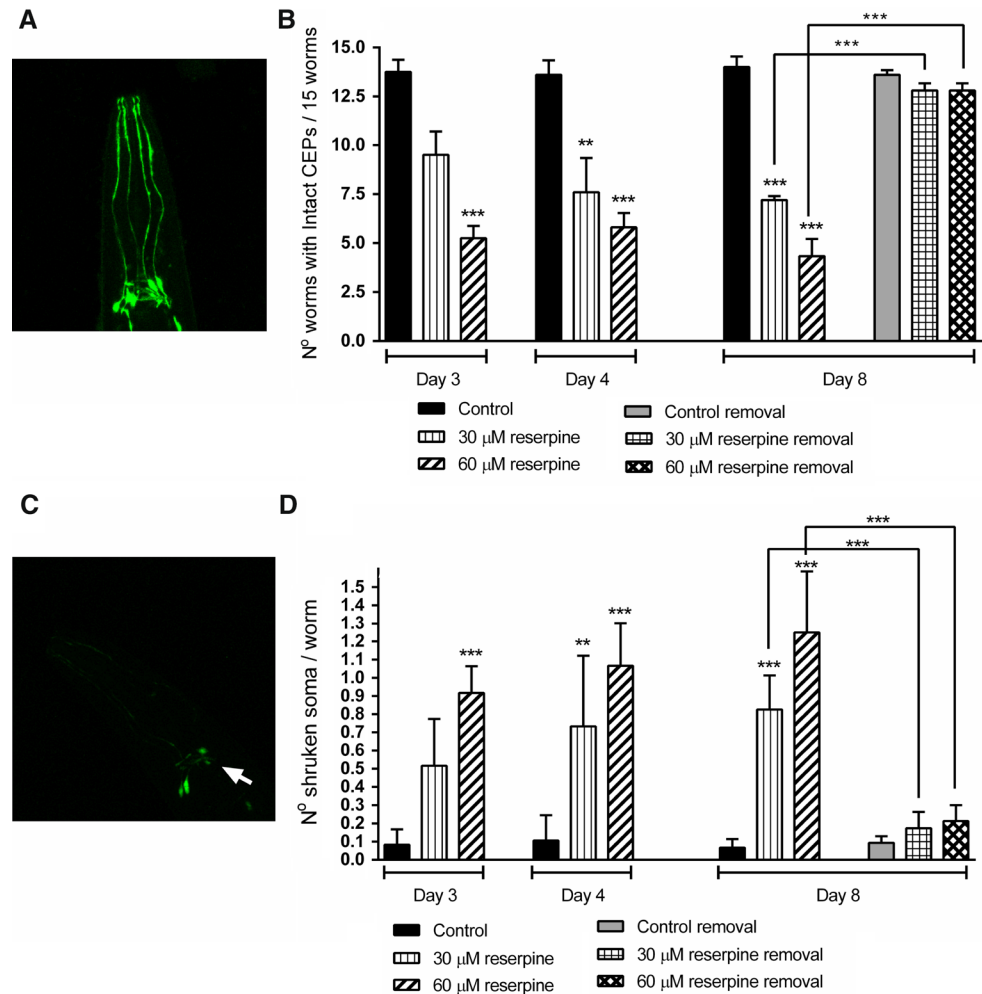 A
B
Nº worms with Intact CEPs / 15 worms
15.0
12.5
10.0
7.5
5.0
2.5
0.0
***
**
***
***
***
***
***
Day 3
Day 4
Day 8
Control
30 µM reserpine
60 µM reserpine
Control removal
30 µM reserpine removal
60 µM reserpine removal
C
D
Nº shruken soma / worm
1.5
1.4
1.3
1.2
1.1
1.0
0.9
0.8
0.7
0.6
0.5
0.4
0.3
0.2
0.1
0.0
***
**
***
***
***
***
***
Day 3
Day 4
Day 8
Control
30 µM reserpine
60 µM reserpine
Control removal
30 µM reserpine removal
60 µM reserpine removal